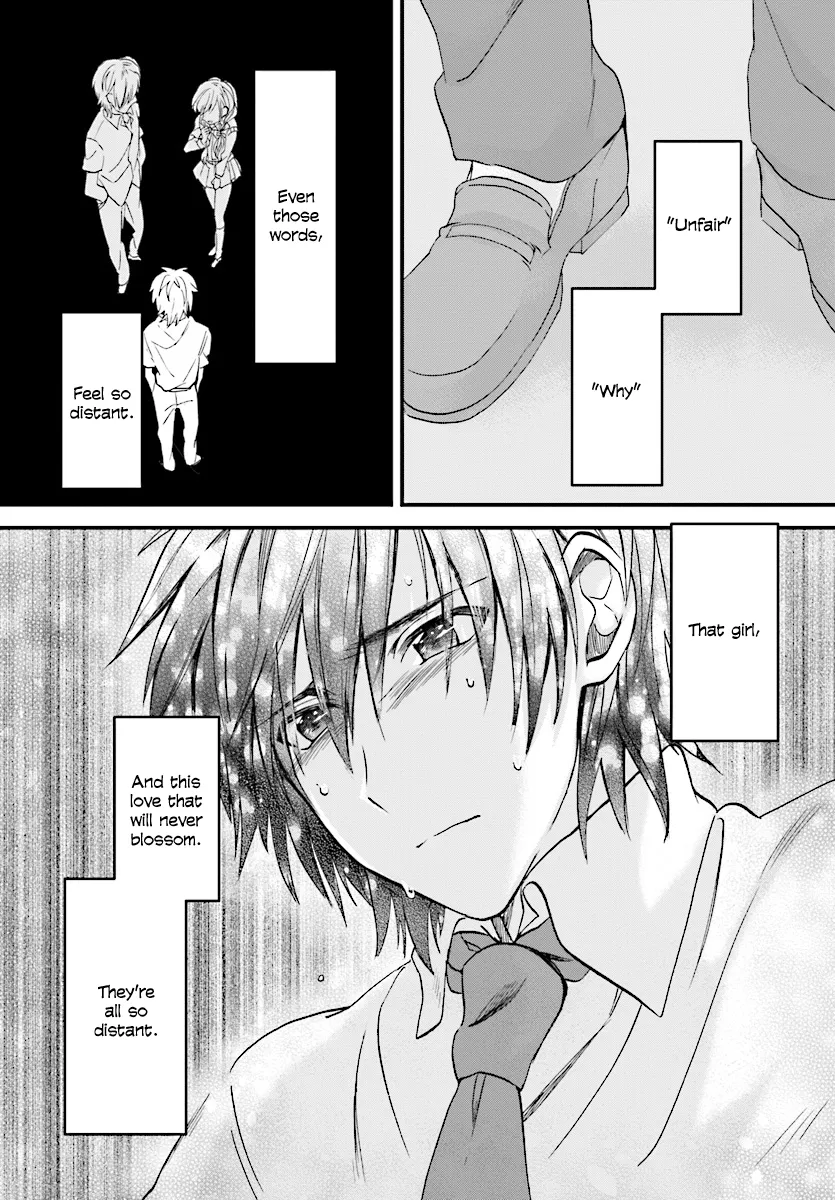 "Unfair"
"Why"
Even
those
words,
Feel so
distant.
That girl,
And this
love that
will never
blossom.
They're
all so
distant.